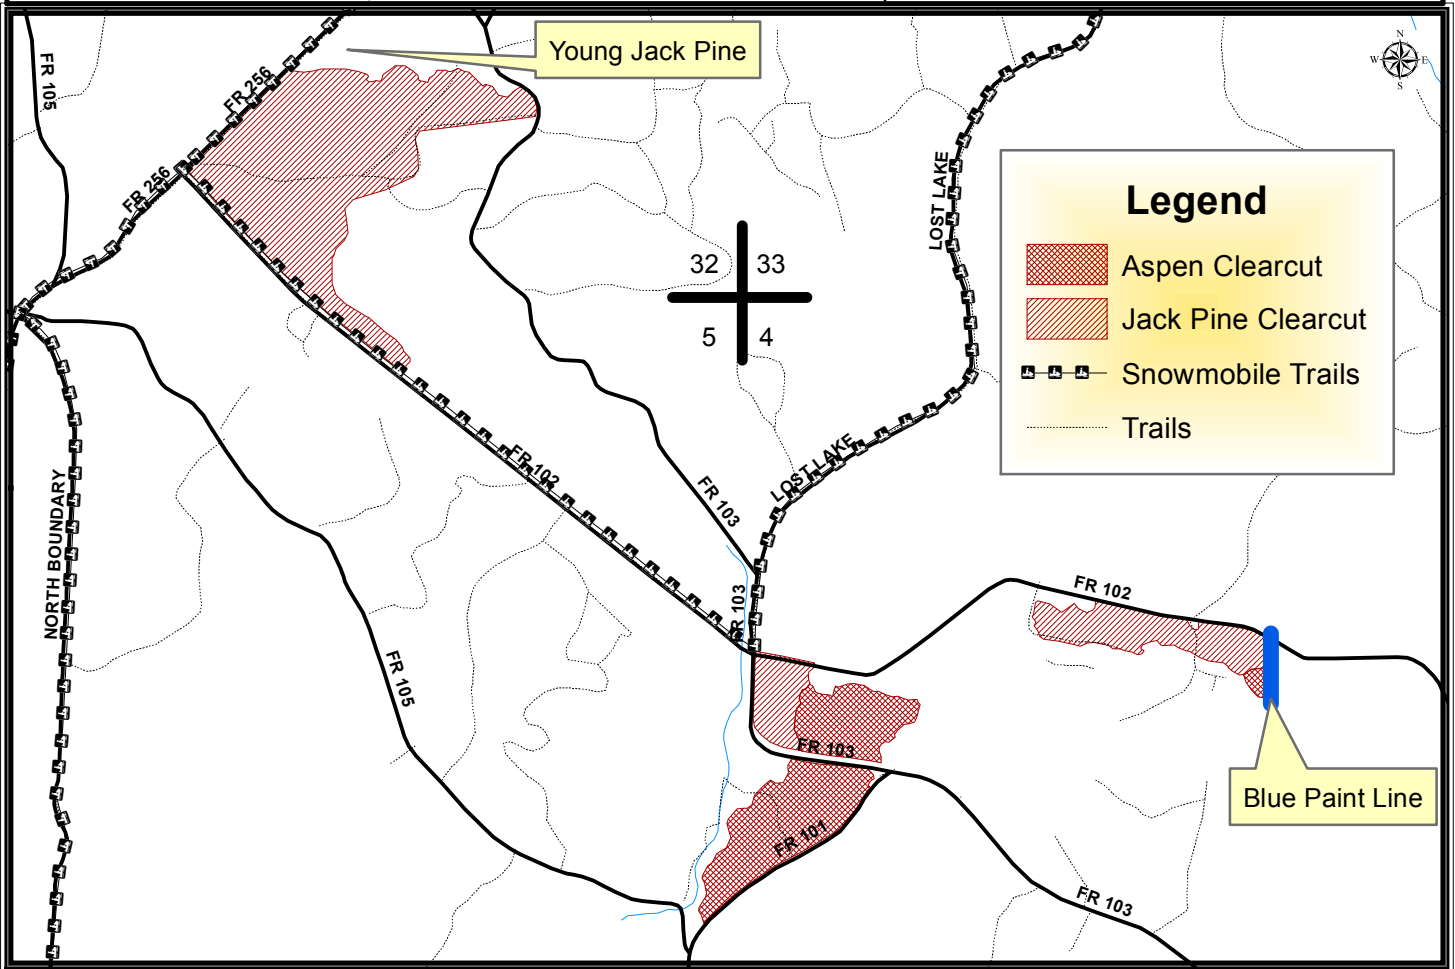 Young Jack Pine
N
W E
S
FR 105
FR 256
FR 256
LOST LAKE
Legend
Aspen Clearcut
Jack Pine Clearcut
Snowmobile Trails
Trails
32 33
5 4
FR 102
LOST LAKE
FR 103
NORTH BOUNDARY
FR 103
FR 102
FR 105
FR 103
Blue Paint Line
FR 101
FR 103